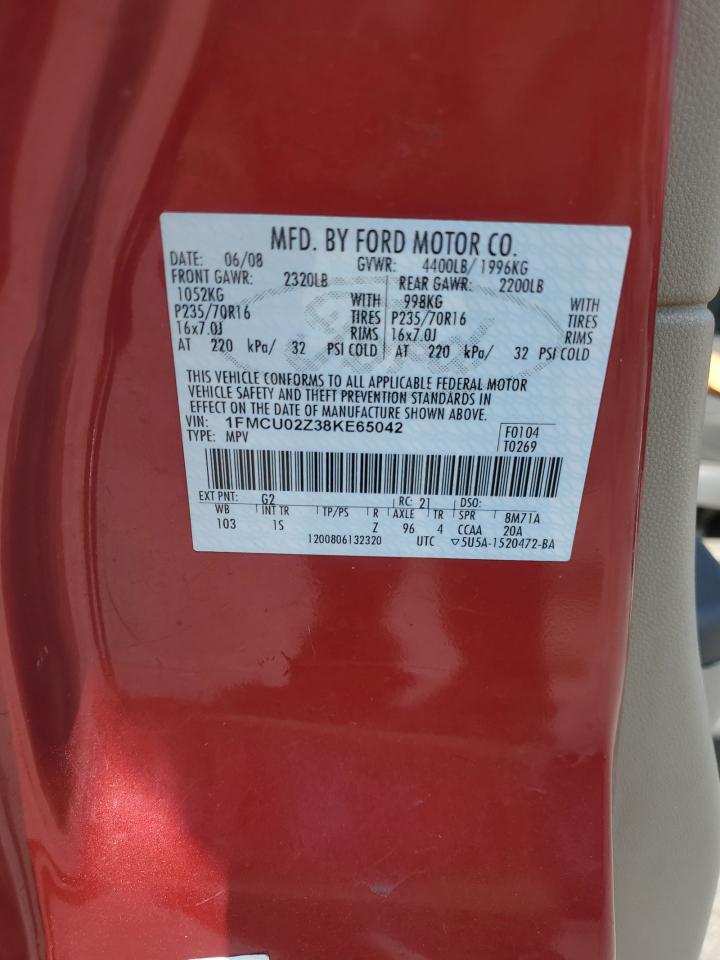 MFD. BY FORD MOTOR CO.
DATE: 06/08 GVWR: 4400LB/1996KG
FRONT GAWR: 2320LB REAR GAWR: 2200LB
1052KG WITH 998KG WITH
P235/70R16 TIRES P235/70R16 TIRES
16x7.0J RIMS 16x7.0J RIMS
AT 220 kPa/ 32 PSI COLD AT 220 kPa/ 32 PSI COLD
THIS VEHICLE CONFORMS TO ALL APPLICABLE FEDERAL MOTOR
VEHICLE SAFETY AND THEFT PREVENTION STANDARDS IN
EFFECT ON THE DATE OF MANUFACTURE SHOWN ABOVE.
VIN: 1FMCU02Z38KE65042 F0104
TYPE: MPV T0269
EXT PNT: G2 RC: 21 DSO:
WB INT TR TP/PS R AXLE TR SPR 8M71A
103 1S Z 96 4 CCAA 20A
1200806132320 UTC ▽5U5A-1520472-BA